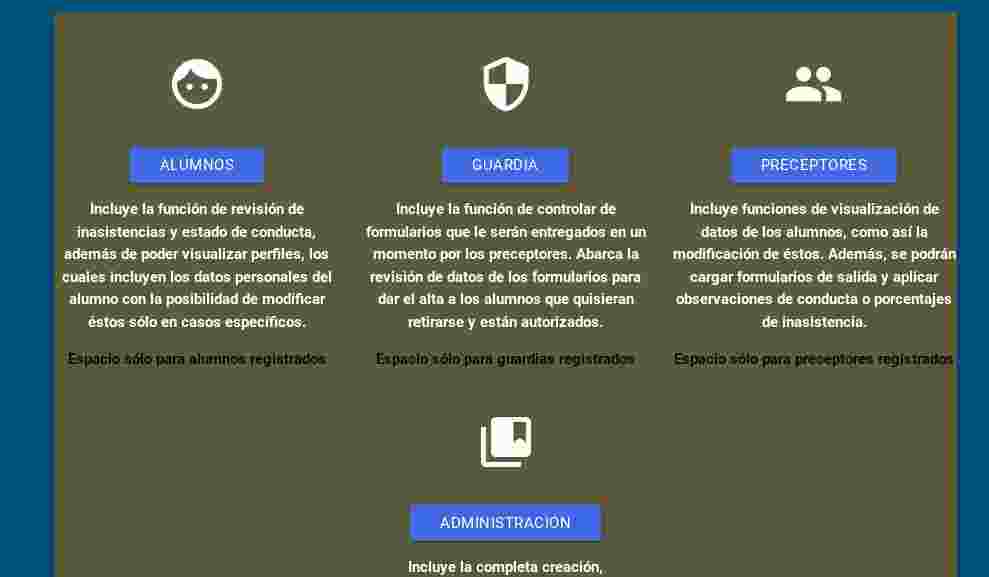 ALUMNOS
Incluye la función de revisión de
inasistencias y estado de conducta,
además de poder visualizar perfiles, los
cuales incluyen los datos personales del
alumno con la posibilidad de modificar
éstos sólo en casos específicos.
Espacio sólo para alumnos registrados
GUARDIA
Incluye la función de controlar de
formularios que le serán entregados en un
momento por los preceptores. Abarca la
revisión de datos de los formularios para
dar el alta a los alumnos que quisieran
retirarse y están autorizados.
Espacio sólo para guardias registrados
PRECEPTORES
Incluye funciones de visualización de
datos de los alumnos, como así la
modificación de éstos. Además, se podrán
cargar formularios de salida y aplicar
observaciones de conducta o porcentajes
de inasistencia.
Espacio sólo para preceptores registrados
ADMINISTRACIÓN
Incluye la completa creación,